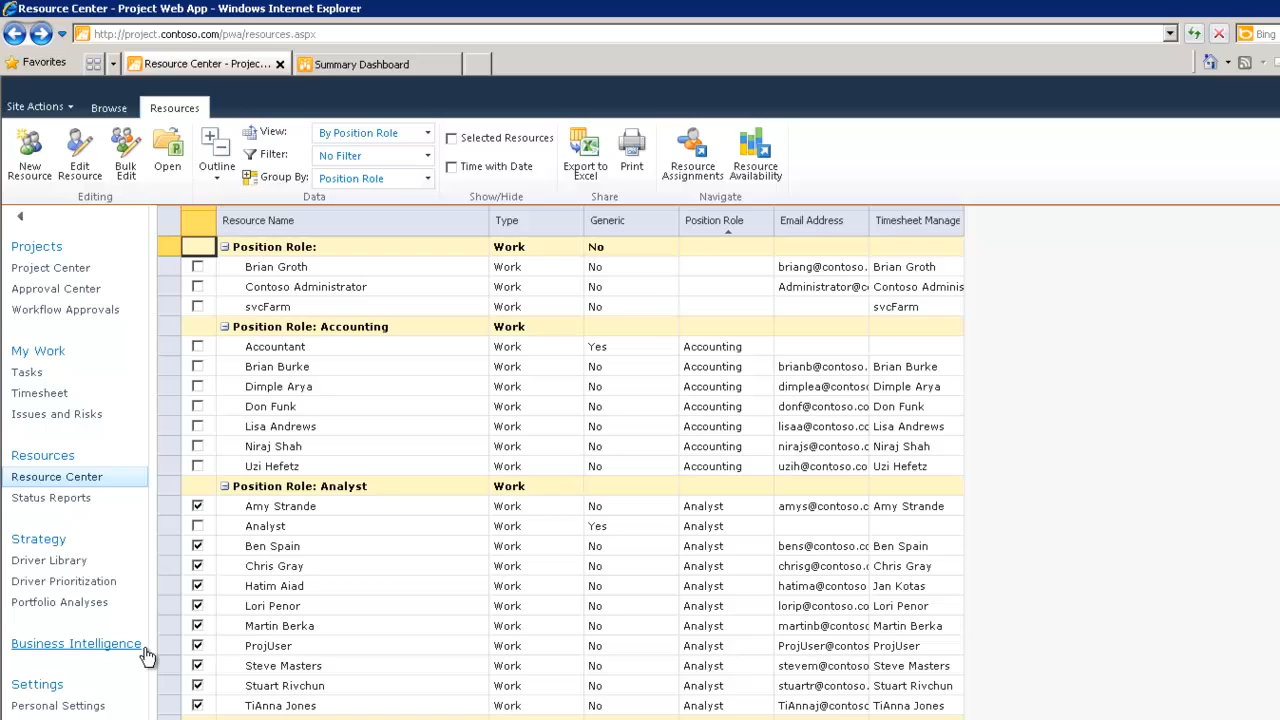 Resource Center - Project Web App - Windows Internet Explorer
http://project.contoso.com/pwa/resources.aspx
Bing
Favorites
Resource Center - Projec...
Summary Dashboard
Site Actions
Browse
Resources
New Resource
Edit Resource
Bulk Edit
Open
Editing
Outline
View:
By Position Role
Filter:
No Filter
Group By:
Position Role
Data
Selected Resources
Time with Date
Show/Hide
Export to Excel
Print
Share
Resource Assignments
Resource Availability
Navigate
Projects
Project Center
Approval Center
Workflow Approvals
My Work
Tasks
Timesheet
Issues and Risks
Resources
Resource Center
Status Reports
Strategy
Driver Library
Driver Prioritization
Portfolio Analyses
Business Intelligence
Settings
Personal Settings
Resource Name Type Generic Position Role Email Address Timesheet Manage
Position Role: Work No
Brian Groth Work No briang@contoso. Brian Groth
Contoso Administrator Work No Administrator@co Contoso Adminis
svcFarm Work No svcFarm
Position Role: Accounting Work
Accountant Work Yes Accounting
Brian Burke Work No Accounting brianb@contoso. Brian Burke
Dimple Arya Work No Accounting dimplea@contoso Dimple Arya
Don Funk Work No Accounting donf@contoso.co Don Funk
Lisa Andrews Work No Accounting lisaa@contoso.cc Lisa Andrews
Niraj Shah Work No Accounting nirajs@contoso.c Niraj Shah
Uzi Hefetz Work No Accounting uzih@contoso.co Uzi Hefetz
Position Role: Analyst Work
Amy Strande Work No Analyst amys@contoso.c Amy Strande
Analyst Work Yes Analyst
Ben Spain Work No Analyst bens@contoso.cc Ben Spain
Chris Gray Work No Analyst chrisg@contoso.c Chris Gray
Hatim Aiad Work No Analyst hatima@contoso Jan Kotas
Lori Penor Work No Analyst lorip@contoso.co Lori Penor
Martin Berka Work No Analyst martinb@contoso Martin Berka
ProjUser Work No Analyst ProjUser@contoso ProjUser
Steve Masters Work No Analyst stevem@contoso Steve Masters
Stuart Rivchun Work No Analyst stuartr@contoso. Stuart Rivchun
TiAnna Jones Work No Analyst TiAnnaj@contoso TiAnna Jones